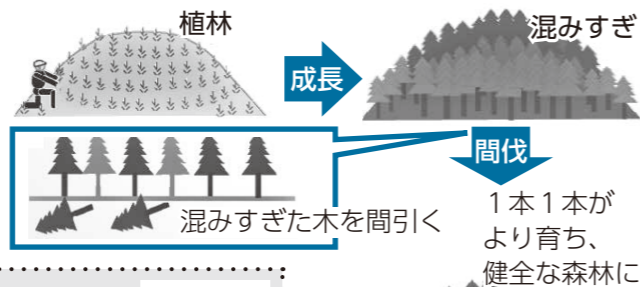 植林
成長
混みすぎ
間伐
混みすぎた木を間引く
1本1本が
より育ち、
健全な森林に